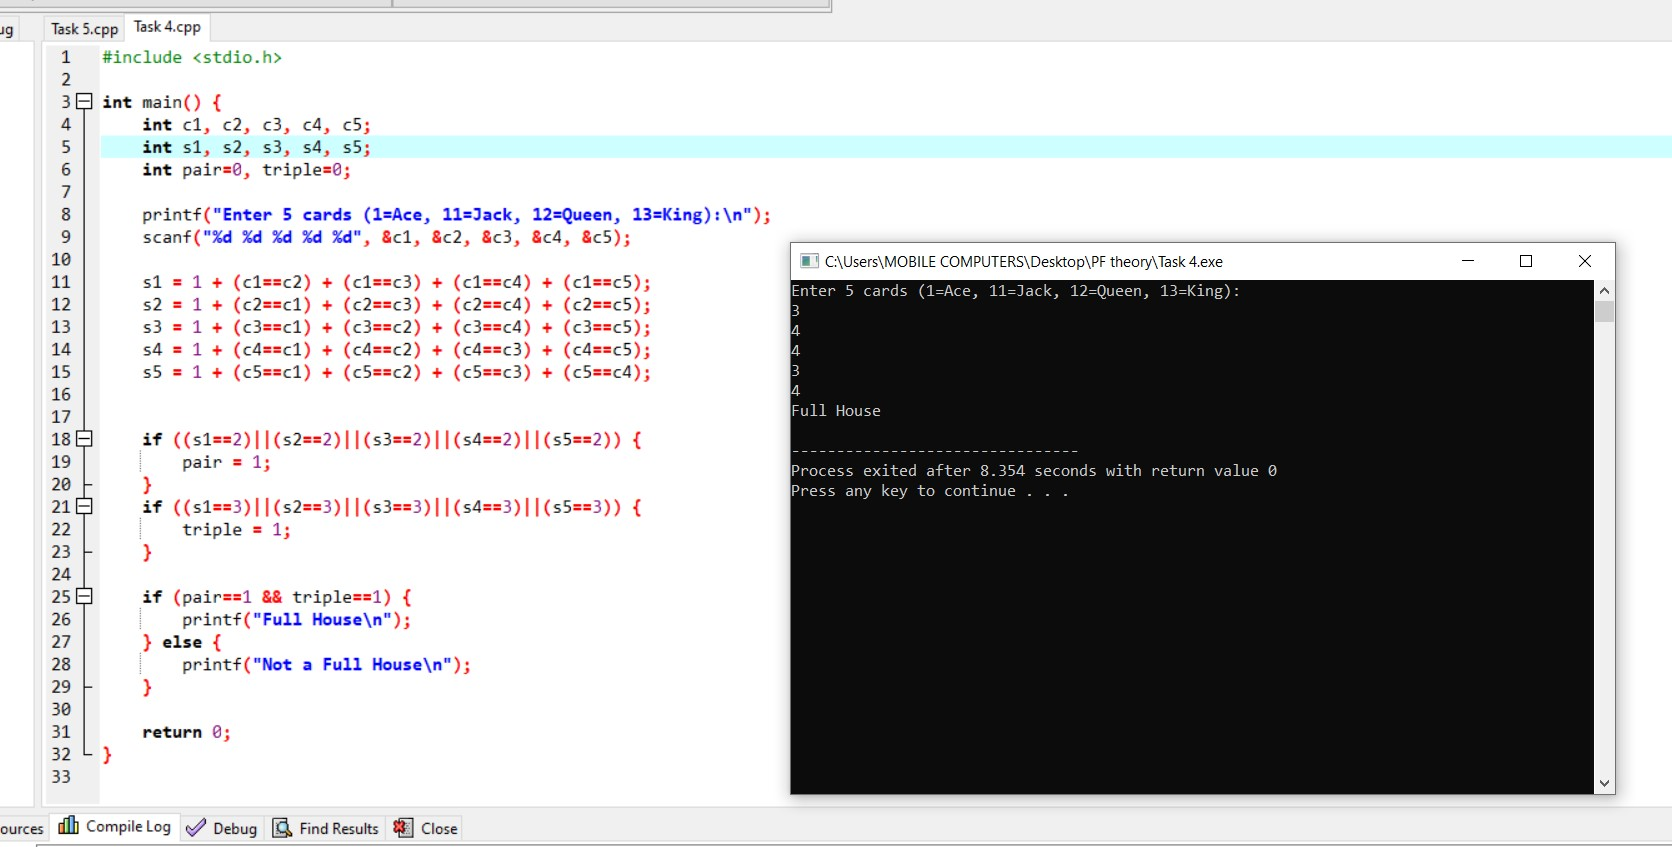 ug Task 5.cpp Task 4.cpp
1 #include <stdio.h>
2
3 int main() {
4 int c1, c2, c3, c4, c5;
5 int s1, s2, s3, s4, s5;
6 int pair=0, triple=0;
7
8 printf("Enter 5 cards (1=Ace, 11=Jack, 12=Queen, 13=King):\n");
9 scanf("%d %d %d %d %d", &c1, &c2, &c3, &c4, &c5);
10
11 s1 = 1 + (c1==c2) + (c1==c3) + (c1==c4) + (c1==c5);
12 s2 = 1 + (c2==c1) + (c2==c3) + (c2==c4) + (c2==c5);
13 s3 = 1 + (c3==c1) + (c3==c2) + (c3==c4) + (c3==c5);
14 s4 = 1 + (c4==c1) + (c4==c2) + (c4==c3) + (c4==c5);
15 s5 = 1 + (c5==c1) + (c5==c2) + (c5==c3) + (c5==c4);
16
17
18 if ((s1==2)||(s2==2)||(s3==2)||(s4==2)||(s5==2)) {
19 pair = 1;
20 }
21 if ((s1==3)||(s2==3)||(s3==3)||(s4==3)||(s5==3)) {
22 triple = 1;
23 }
24
25 if (pair==1 && triple==1) {
26 printf("Full House\n");
27 } else {
28 printf("Not a Full House\n");
29 }
30
31 return 0;
32 }
33
C:\Users\MOBILE COMPUTERS\Desktop\PF theory\Task 4.exe
Enter 5 cards (1=Ace, 11=Jack, 12=Queen, 13=King):
3
4
4
3
4
Full House
--------------------------------
Process exited after 8.354 seconds with return value 0
Press any key to continue . . .
ources Compile Log Debug Find Results Close